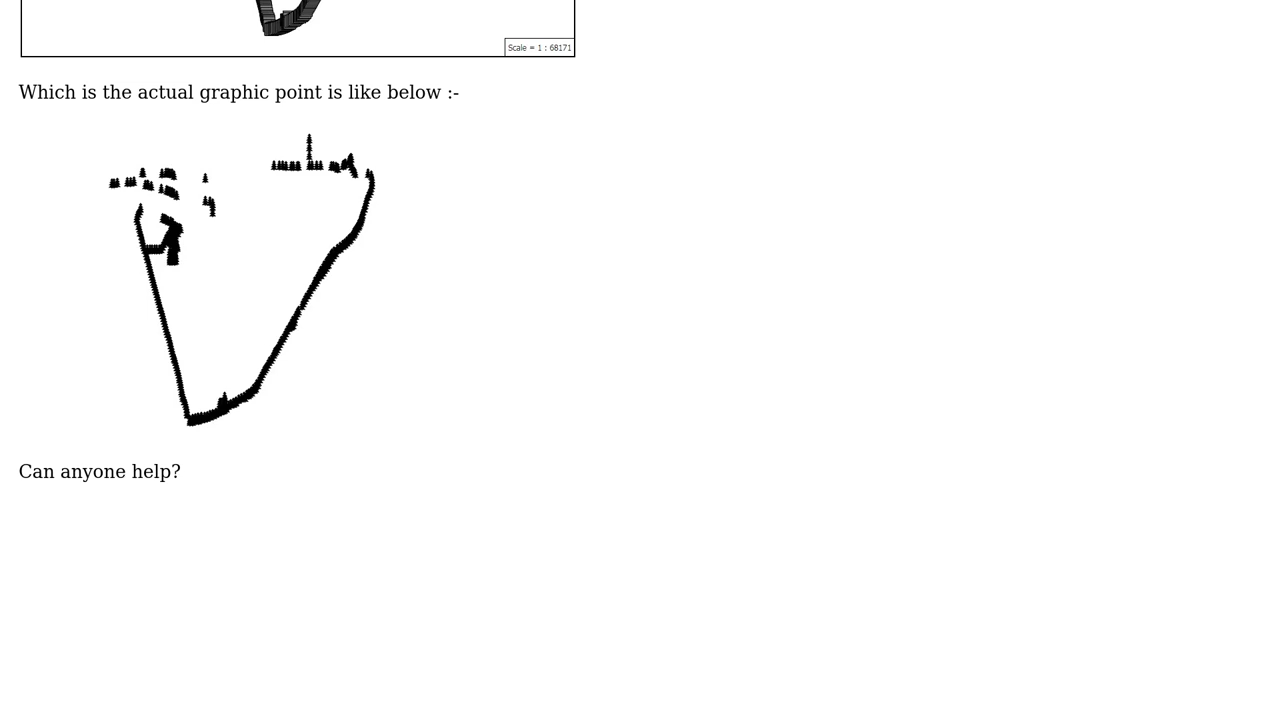 Scale = 1 : 68171
Which is the actual graphic point is like below :-
Can anyone help?